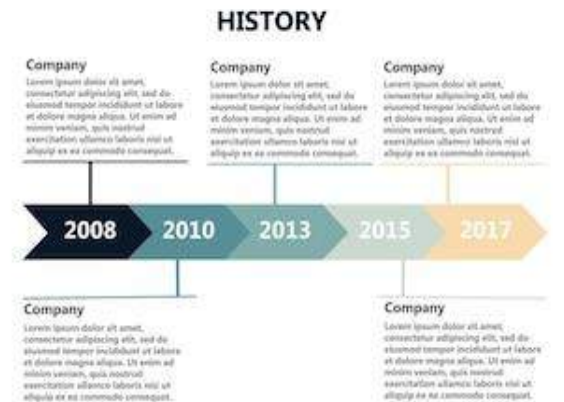 HISTORY
Company
Lorem ipsum dolor sit amet,
consectetur adipiscing elit, sed do
eiusmod tempor incididunt ut labore
et dolore magna aliqua. Ut enim ad
minim veniam, quis nostrud
exercitation ullamco laboris nisi ut
aliquip ex ea commodo consequat.
Company
Lorem ipsum dolor sit amet,
consectetur adipiscing elit, sed do
eiusmod tempor incididunt ut labore
et dolore magna aliqua. Ut enim ad
minim veniam, quis nostrud
exercitation ullamco laboris nisi ut
aliquip ex ea commodo consequat.
Company
Lorem ipsum dolor sit amet,
consectetur adipiscing elit, sed do
eiusmod tempor incididunt ut labore
et dolore magna aliqua. Ut enim ad
minim veniam, quis nostrud
exercitation ullamco laboris nisi ut
aliquip ex ea commodo consequat.
2008 2010 2013 2015 2017
Company
Lorem ipsum dolor sit amet,
consectetur adipiscing elit, sed do
eiusmod tempor incididunt ut labore
et dolore magna aliqua. Ut enim ad
minim veniam, quis nostrud
exercitation ullamco laboris nisi ut
aliquip ex ea commodo consequat.
Company
Lorem ipsum dolor sit amet,
consectetur adipiscing elit, sed do
eiusmod tempor incididunt ut labore
et dolore magna aliqua. Ut enim ad
minim veniam, quis nostrud
exercitation ullamco laboris nisi ut
aliquip ex ea commodo consequat.